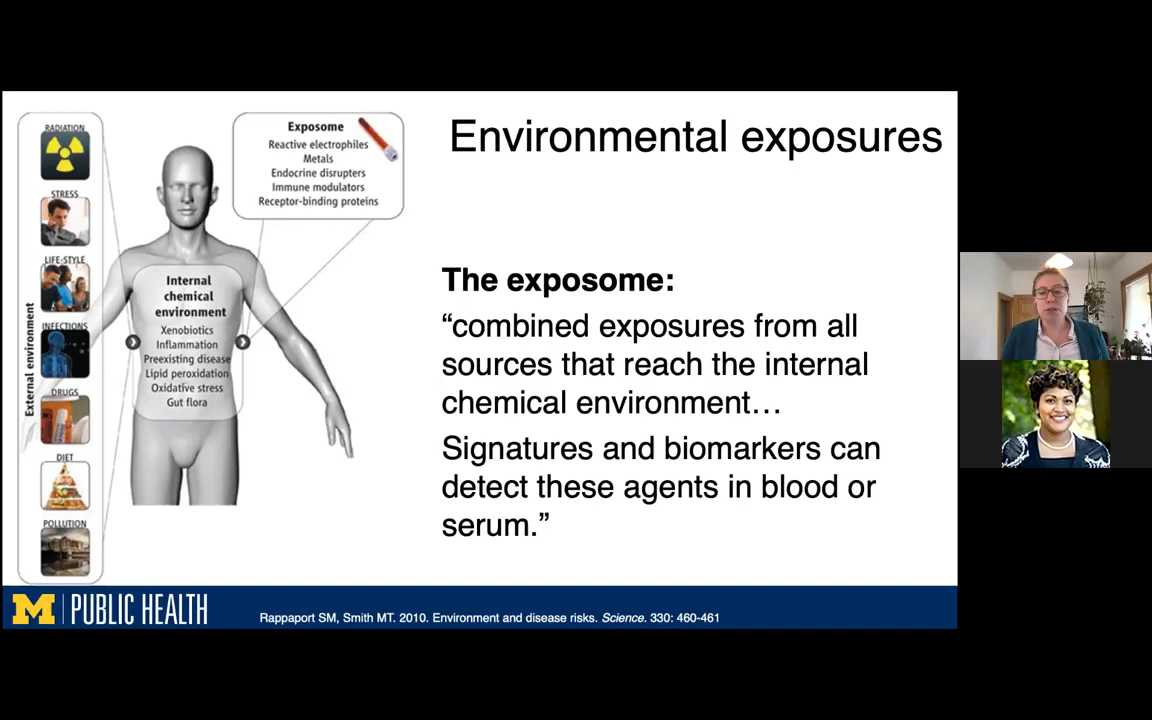 Environmental exposures
RADIATION
STRESS
LIFE-STYLE
INFECTIONS
DRUGS
DIET
POLLUTION
External environment
Exposome
Reactive electrophiles
Metals
Endocrine disrupters
Immune modulators
Receptor-binding proteins
Internal
chemical
environment
Xenobiotics
Inflammation
Preexisting disease
Lipid peroxidation
Oxidative stress
Gut flora
The exposome:
“combined exposures from all
sources that reach the internal
chemical environment…
Signatures and biomarkers can
detect these agents in blood or
serum.”
M | PUBLIC HEALTH
Rappaport SM, Smith MT. 2010. Environment and disease risks. Science. 330: 460-461